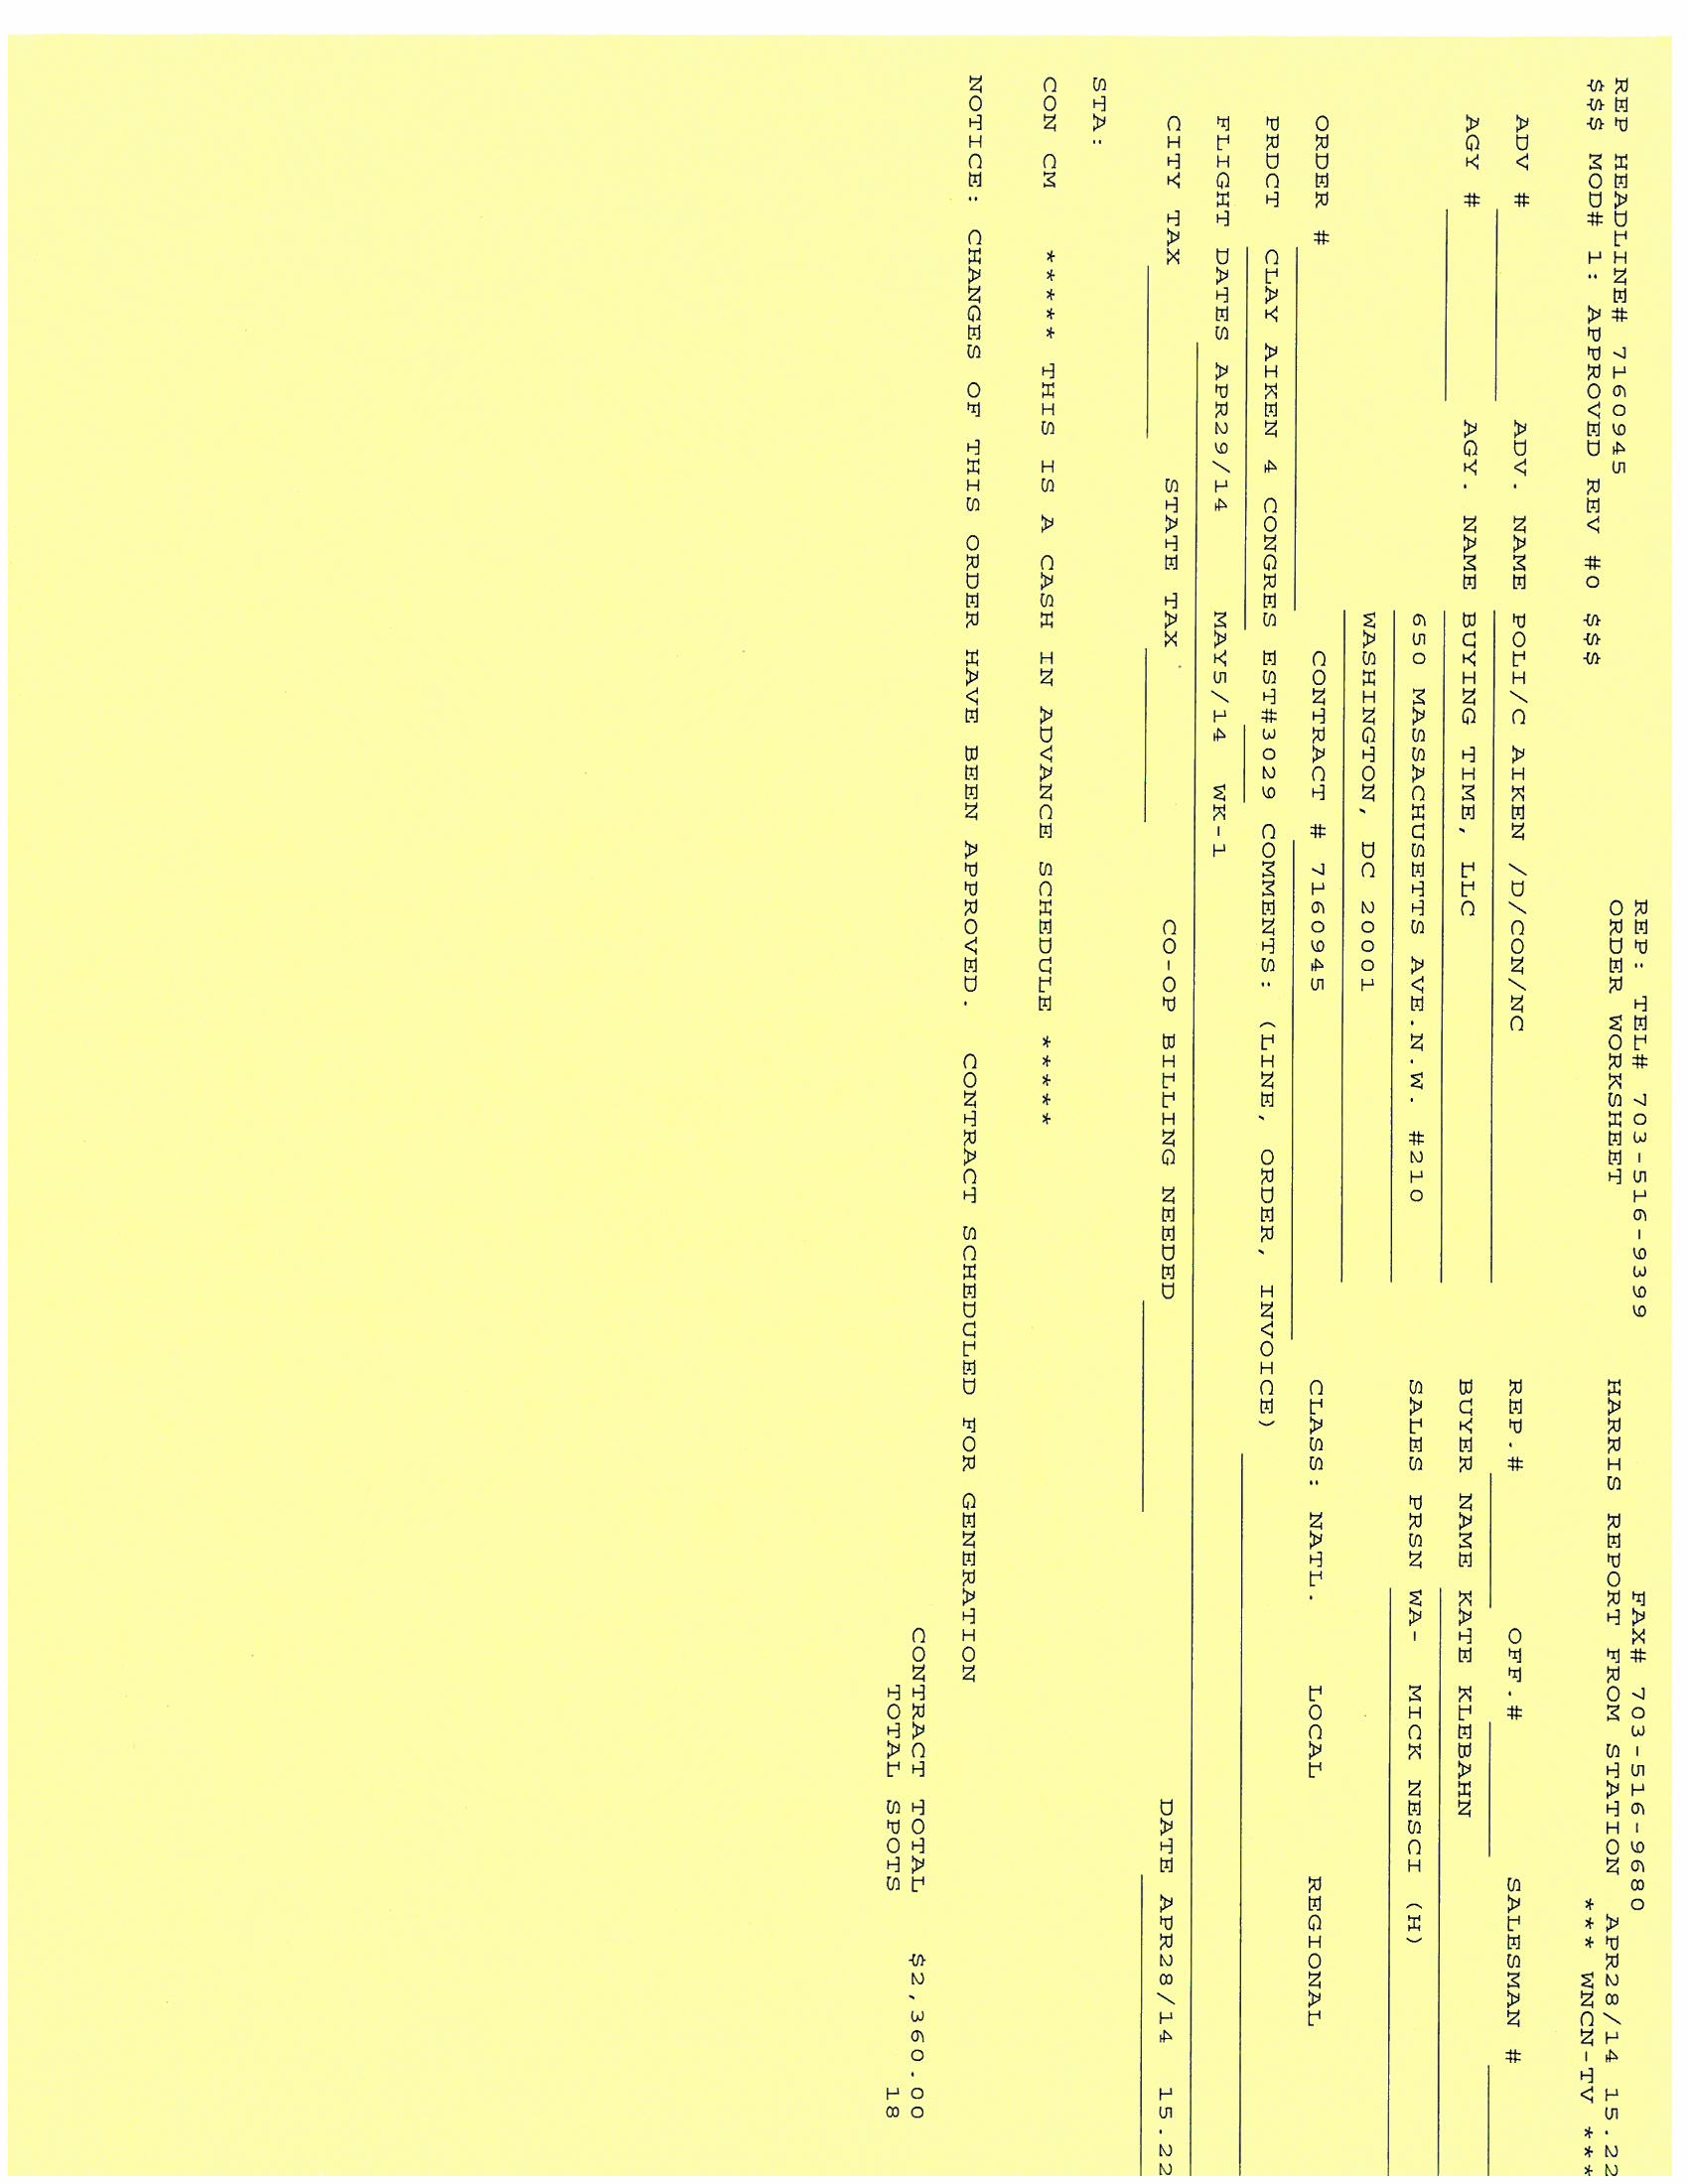 REP: TEL# 703-516-9399 FAX# 703-516-9680
REP HEADLINE# 7160945 ORDER WORKSHEET HARRIS REPORT FROM STATION APR28/14 15.22
$$$ MOD# 1: APPROVED REV #0 $$$ *** WNCN-TV ***
ADV # ADV. NAME POLI/C AIKEN /D/CON/NC REP.# OFF.# SALESMAN #
AGY # AGY. NAME BUYING TIME, LLC BUYER NAME KATE KLEBAHN
650 MASSACHUSETTS AVE.N.W. #210 SALES PRSN WA- MICK NESCI (H)
WASHINGTON, DC 20001
ORDER # CONTRACT # 7160945 CLASS: NATL. LOCAL REGIONAL
PRDCT CLAY AIKEN 4 CONGRES EST#3029 COMMENTS: (LINE, ORDER, INVOICE)
FLIGHT DATES APR29/14 MAY5/14 WK-1
CITY TAX STATE TAX CO-OP BILLING NEEDED DATE APR28/14 15.22
STA:
CON CM ***** THIS IS A CASH IN ADVANCE SCHEDULE *****
NOTICE: CHANGES OF THIS ORDER HAVE BEEN APPROVED. CONTRACT SCHEDULED FOR GENERATION
CONTRACT TOTAL $2,360.00
TOTAL SPOTS 18